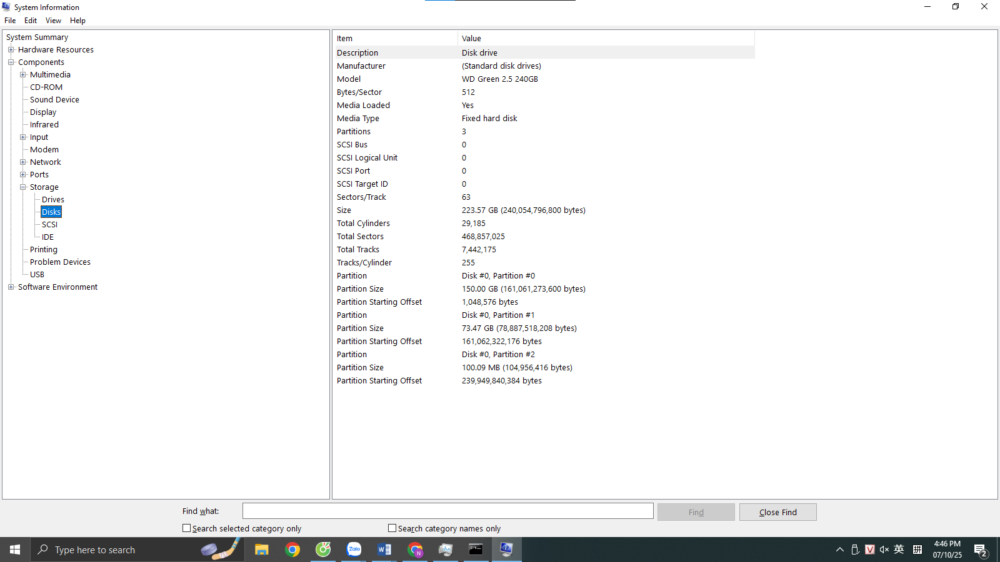 System Information
File Edit View Help
System Summary
Hardware Resources
Components
Multimedia
CD-ROM
Sound Device
Display
Infrared
Input
Modem
Network
Ports
Storage
Drives
Disks
SCSI
IDE
Printing
Problem Devices
USB
Software Environment
Item Value
Description Disk drive
Manufacturer (Standard disk drives)
Model WD Green 2.5 240GB
Bytes/Sector 512
Media Loaded Yes
Media Type Fixed hard disk
Partitions 3
SCSI Bus 0
SCSI Logical Unit 0
SCSI Port 0
SCSI Target ID 0
Sectors/Track 63
Size 223.57 GB (240,054,796,800 bytes)
Total Cylinders 29,185
Total Sectors 468,857,025
Total Tracks 7,442,175
Tracks/Cylinder 255
Partition Disk #0, Partition #0
Partition Size 150.00 GB (161,061,273,600 bytes)
Partition Starting Offset 1,048,576 bytes
Partition Disk #0, Partition #1
Partition Size 73.47 GB (78,887,518,208 bytes)
Partition Starting Offset 161,062,322,176 bytes
Partition Disk #0, Partition #2
Partition Size 100.09 MB (104,956,416 bytes)
Partition Starting Offset 239,949,840,384 bytes
Find what: Find Close Find
Search selected category only Search category names only
Type here to search Zalo W N V 英 拼 4:46 PM
07/10/25 2